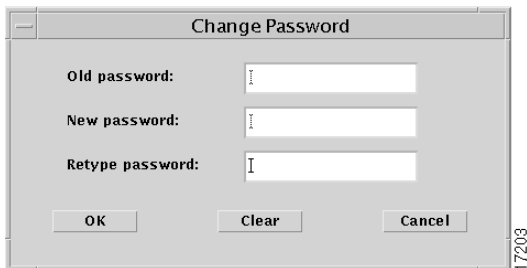 Change Password
Old password:
New password:
Retype password:
OK Clear Cancel
17203